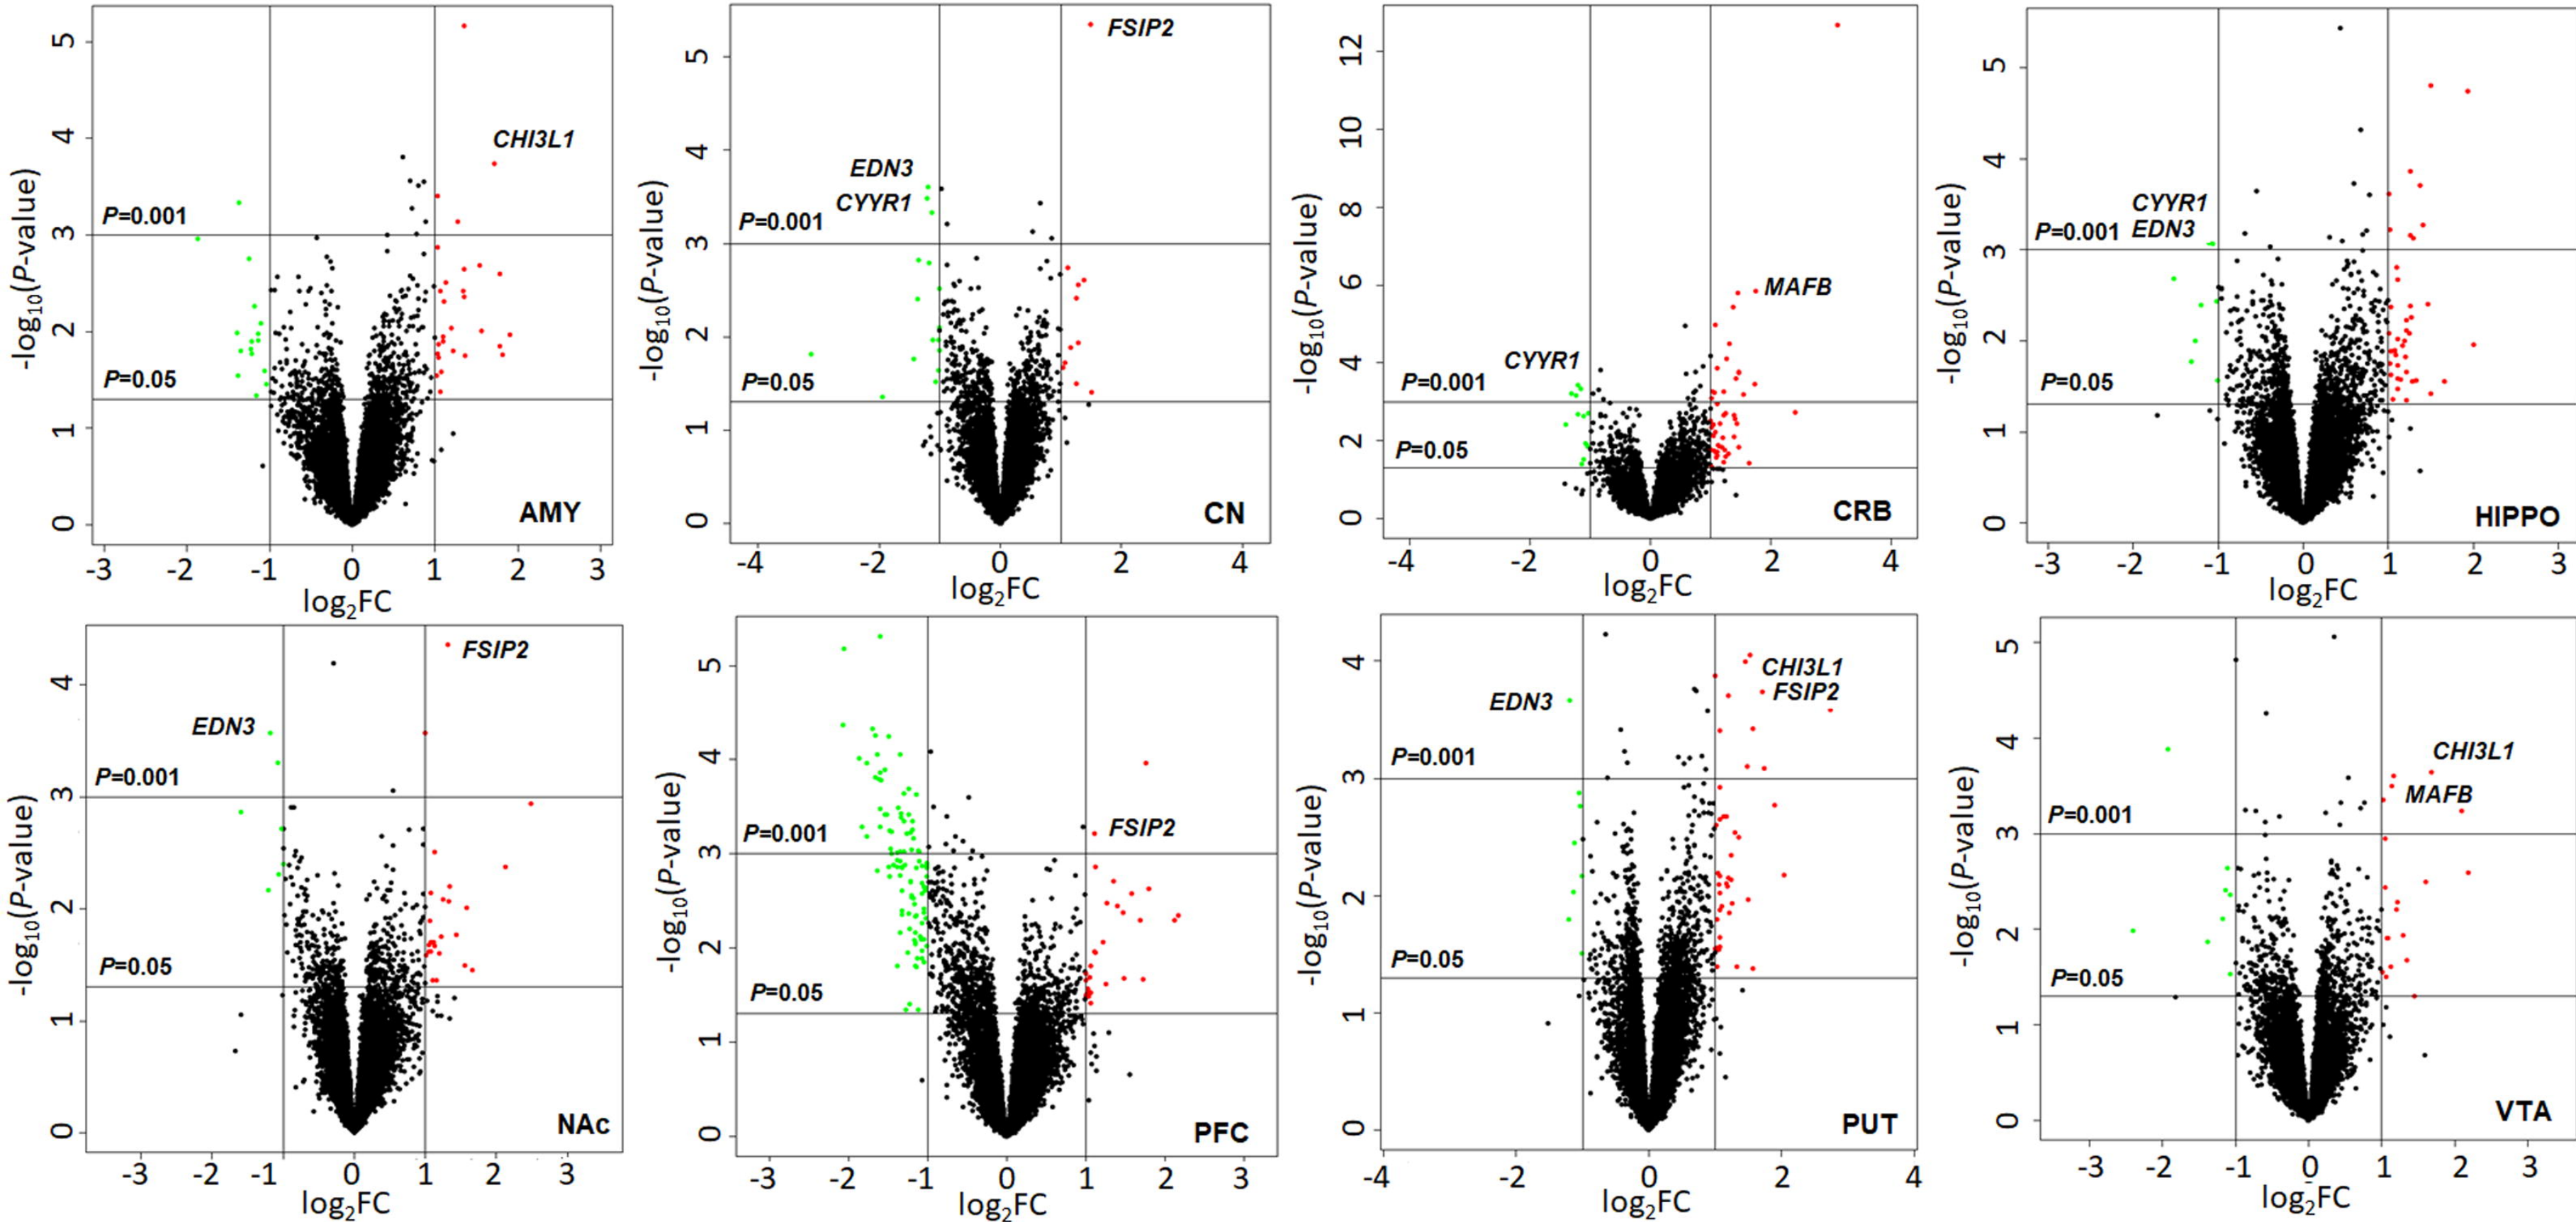 5
4
3
2
1
0
-log10(P-value)
CHI3L1
P=0.001
P=0.05
AMY
-3 -2 -1 0 1 2 3
log2FC
5
4
3
2
1
0
-log10(P-value)
FSIP2
EDN3
CYYR1
P=0.001
P=0.05
CN
-4 -2 0 2 4
log2FC
12
10
8
6
4
2
0
-log10(P-value)
MAFB
CYYR1
P=0.001
P=0.05
CRB
-4 -2 0 2 4
log2FC
5
4
3
2
1
0
-log10(P-value)
CYYR1
P=0.001 EDN3
P=0.05
HIPPO
-3 -2 -1 0 1 2 3
log2FC
4
3
2
1
0
-log10(P-value)
FSIP2
EDN3
P=0.001
P=0.05
NAc
-3 -2 -1 0 1 2 3
log2FC
5
4
3
2
1
0
-log10(P-value)
P=0.001
FSIP2
P=0.05
PFC
-3 -2 -1 0 1 2 3
log2FC
4
3
2
1
0
-log10(P-value)
CHI3L1
FSIP2
EDN3
P=0.001
P=0.05
PUT
-4 -2 0 2 4
log2FC
5
4
3
2
1
0
-log10(P-value)
CHI3L1
MAFB
P=0.001
P=0.05
VTA
-3 -2 -1 0 1 2 3
log2FC